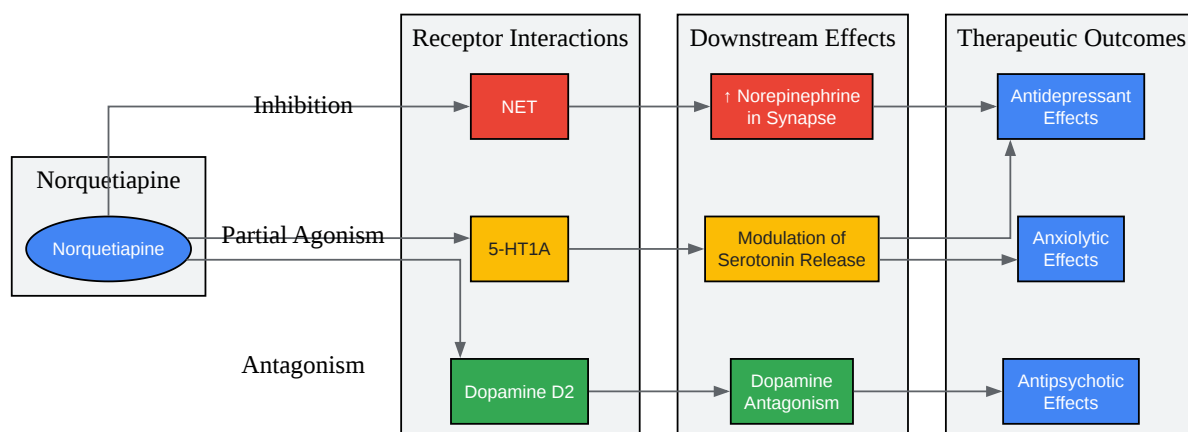 Receptor Interactions
Downstream Effects
Therapeutic Outcomes
Inhibition
NET
↑ Norepinephrine
in Synapse
Antidepressant
Effects
Norquetiapine
Norquetiapine
Partial Agonism
5-HT1A
Modulation of
Serotonin Release
Anxiolytic
Effects
Antagonism
Dopamine D2
Dopamine
Antagonism
Antipsychotic
Effects